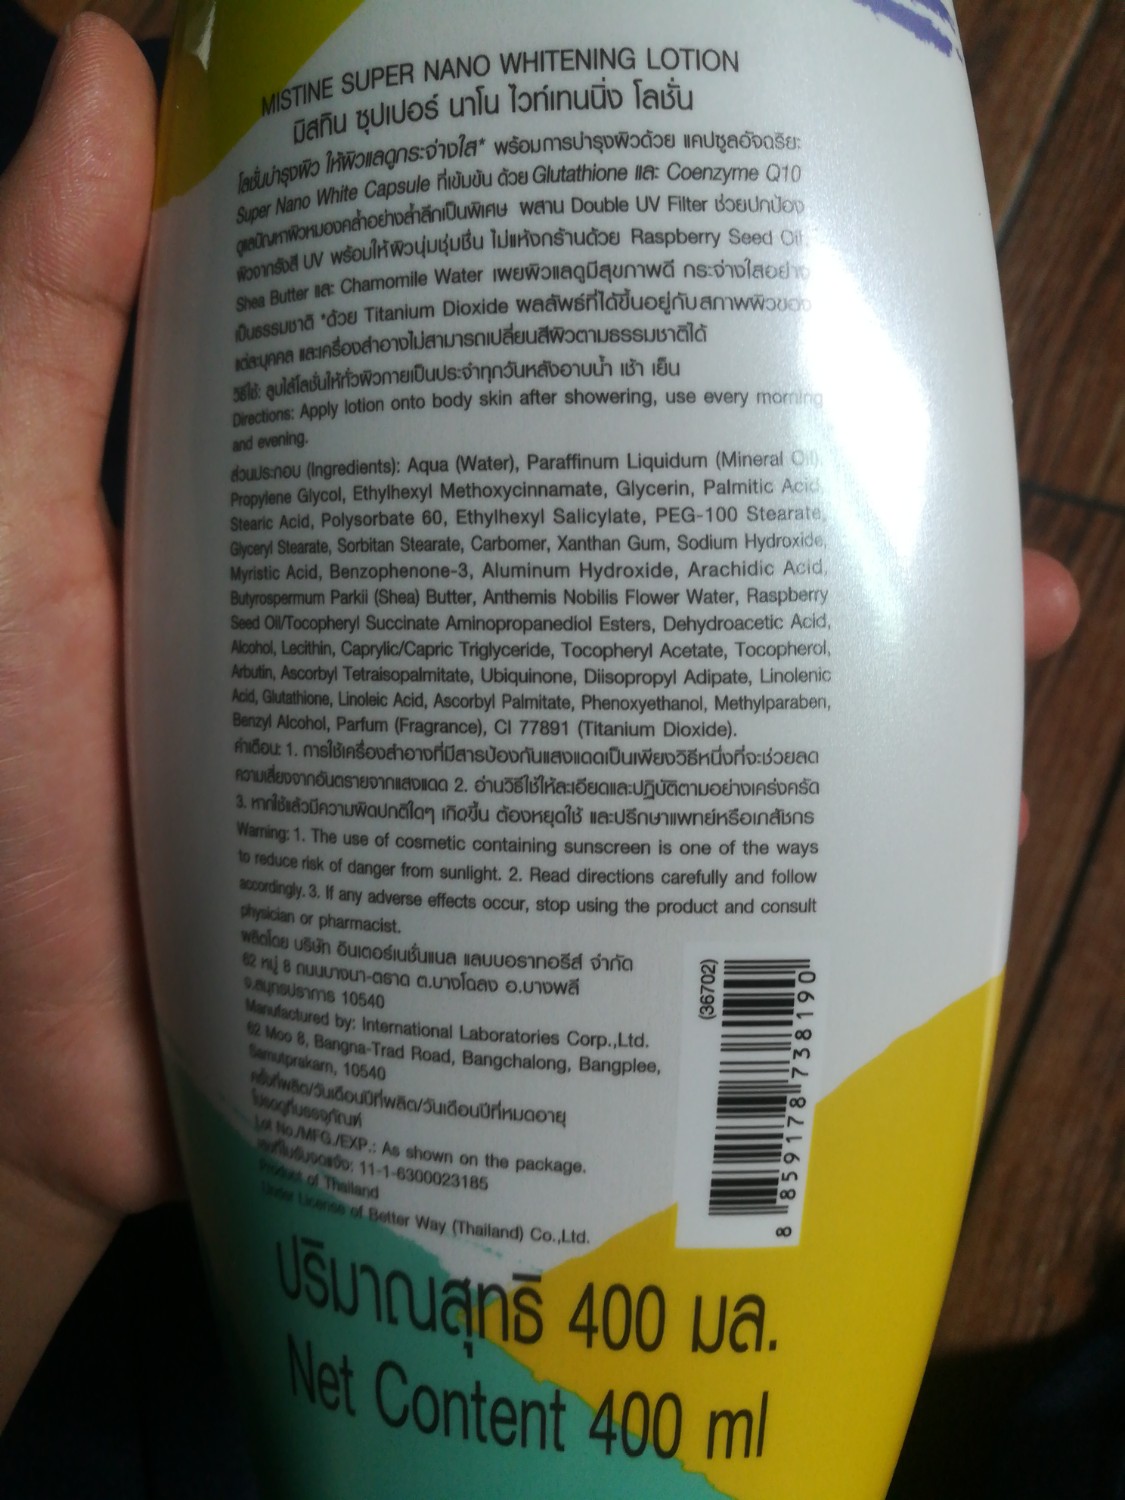 MISTINE SUPER NANO WHITENING LOTION
มิสทิน ซุปเปอร์ นาโน ไวท์เทนนิ่ง โลชั่น
โลชั่นบำรุงผิว ให้ผิวแลดูกระจ่างใส* พร้อมการบำรุงผิวด้วย แคปซูลอัจฉริยะ
Super Nano White Capsule ที่เข้มข้น ด้วย Glutathione และ Coenzyme Q10
ดูแลปัญหาผิวหมองคล้ำอย่างล้ำลึกเป็นพิเศษ ผสาน Double UV Filter ช่วยปกป้อง
ผิวจากรังสี UV พร้อมให้ผิวนุ่มชุ่มชื่น ไม่แห้งกร้านด้วย Raspberry Seed Oil,
Shea Butter และ Chamomile Water เผยผิวแลดูมีสุขภาพดี กระจ่างใสอย่าง
เป็นธรรมชาติ *ด้วย Titanium Dioxide ผลลัพธ์ที่ได้ขึ้นอยู่กับสภาพผิวของ
แต่ละบุคคล และเครื่องสำอางไม่สามารถเปลี่ยนสีผิวตามธรรมชาติได้
วิธีใช้: ลูบไล้โลชั่นให้ทั่วผิวกายเป็นประจำทุกวันหลังอาบน้ำ เช้า เย็น
Directions: Apply lotion onto body skin after showering, use every morning
and evening.
ส่วนประกอบ (Ingredients): Aqua (Water), Paraffinum Liquidum (Mineral Oil),
Propylene Glycol, Ethylhexyl Methoxycinnamate, Glycerin, Palmitic Acid,
Stearic Acid, Polysorbate 60, Ethylhexyl Salicylate, PEG-100 Stearate,
Glyceryl Stearate, Sorbitan Stearate, Carbomer, Xanthan Gum, Sodium Hydroxide,
Myristic Acid, Benzophenone-3, Aluminum Hydroxide, Arachidic Acid,
Butyrospermum Parkii (Shea) Butter, Anthemis Nobilis Flower Water, Raspberry
Seed Oil/Tocopheryl Succinate Aminopropanediol Esters, Dehydroacetic Acid,
Alcohol, Lecithin, Caprylic/Capric Triglyceride, Tocopheryl Acetate, Tocopherol,
Arbutin, Ascorbyl Tetraisopalmitate, Ubiquinone, Diisopropyl Adipate, Linolenic
Acid, Glutathione, Linoleic Acid, Ascorbyl Palmitate, Phenoxyethanol, Methylparaben,
Benzyl Alcohol, Parfum (Fragrance), CI 77891 (Titanium Dioxide).
คำเตือน: 1. การใช้เครื่องสำอางที่มีสารป้องกันแสงแดดเป็นเพียงวิธีหนึ่งที่จะช่วยลด
ความเสี่ยงจากอันตรายจากแสงแดด 2. อ่านวิธีใช้ให้ละเอียดและปฏิบัติตามอย่างเคร่งครัด
3. หากใช้แล้วมีความผิดปกติใดๆ เกิดขึ้น ต้องหยุดใช้ และปรึกษาแพทย์หรือเภสัชกร
Warning: 1. The use of cosmetic containing sunscreen is one of the ways
to reduce risk of danger from sunlight. 2. Read directions carefully and follow
accordingly. 3. If any adverse effects occur, stop using the product and consult
physician or pharmacist.
ผลิตโดย บริษัท อินเตอร์เนชั่นแนล แลบบอราทอรีส์ จำกัด
62 หมู่ 8 ถนนบางนา-ตราด ต.บางโฉลง อ.บางพลี
จ.สมุทรปราการ 10540
Manufactured by: International Laboratories Corp.,Ltd.
62 Moo 8, Bangna-Trad Road, Bangchalong, Bangplee,
Samutprakarn, 10540
ครั้งที่ผลิต/วันเดือนปีที่ผลิต/วันเดือนปีที่หมดอายุ
โปรดดูที่บรรจุภัณฑ์
Lot No./MFG./EXP.: As shown on the package.
เลขที่ใบรับจดแจ้ง: 11-1-6300023185
Product of Thailand
Under License of Better Way (Thailand) Co.,Ltd.
(36702)
8 859178 738190
ปริมาณสุทธิ 400 มล.
Net Content 400 ml